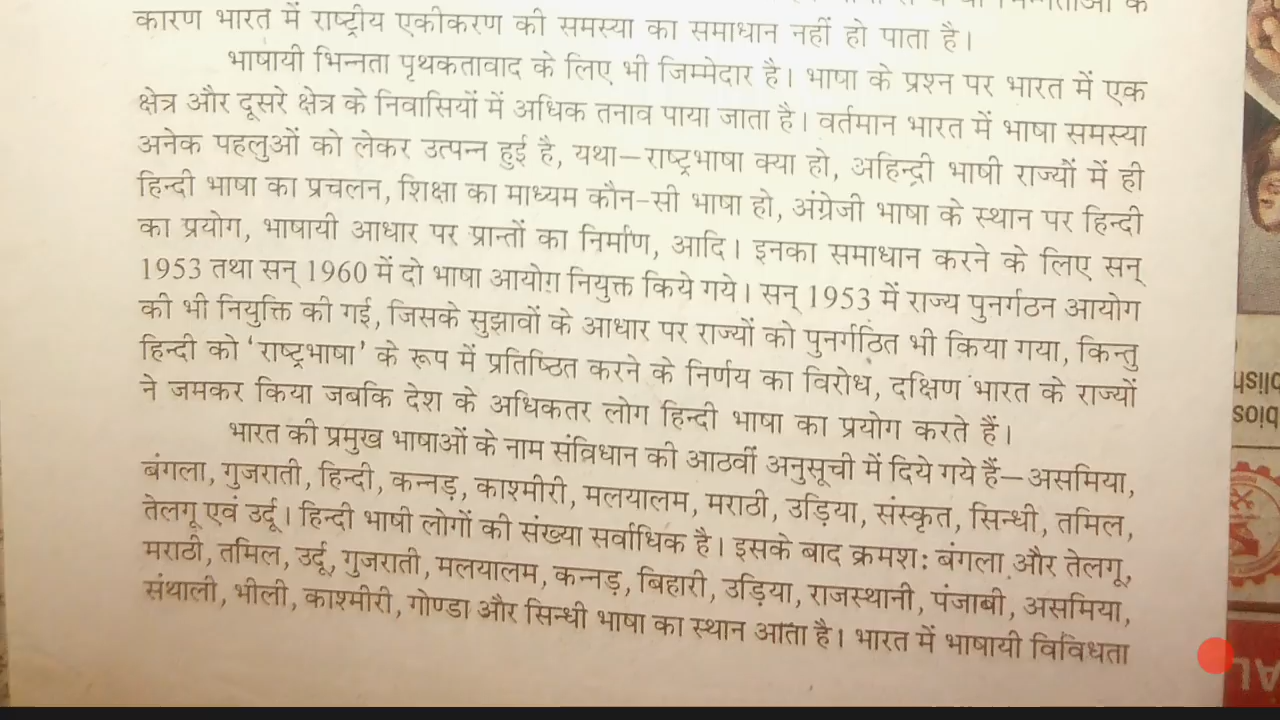 कारण भारत में राष्ट्रीय एकीकरण की समस्या का समाधान नहीं हो पाता है।
भाषायी भिन्नता पृथकतावाद के लिए भी जिम्मेदार है। भाषा के प्रश्न पर भारत में एक
क्षेत्र और दूसरे क्षेत्र के निवासियों में अधिक तनाव पाया जाता है। वर्तमान भारत में भाषा समस्या
अनेक पहलुओं को लेकर उत्पन्न हुई है, यथा—राष्ट्रभाषा क्या हो, अहिन्दी भाषी राज्यों में ही
हिन्दी भाषा का प्रचलन, शिक्षा का माध्यम कौन-सी भाषा हो, अंग्रेजी भाषा के स्थान पर हिन्दी
का प्रयोग, भाषायी आधार पर प्रान्तों का निर्माण, आदि। इनका समाधान करने के लिए सन्
1953 तथा सन् 1960 में दो भाषा आयोग नियुक्त किये गये। सन् 1953 में राज्य पुनर्गठन आयोग
की भी नियुक्ति की गई, जिसके सुझावों के आधार पर राज्यों को पुनर्गठित भी किया गया, किन्तु
हिन्दी को 'राष्ट्रभाषा' के रूप में प्रतिष्ठित करने के निर्णय का विरोध, दक्षिण भारत के राज्यों
ने जमकर किया जबकि देश के अधिकतर लोग हिन्दी भाषा का प्रयोग करते हैं।
भारत की प्रमुख भाषाओं के नाम संविधान की आठवीं अनुसूची में दिये गये हैं—असमिया,
बंगला, गुजराती, हिन्दी, कन्नड़, काश्मीरी, मलयालम, मराठी, उड़िया, संस्कृत, सिन्धी, तमिल,
तेलगू एवं उर्दू। हिन्दी भाषी लोगों की संख्या सर्वाधिक है। इसके बाद क्रमश: बंगला और तेलगू,
मराठी, तमिल, उर्दू, गुजराती, मलयालम, कन्नड़, बिहारी, उड़िया, राजस्थानी, पंजाबी, असमिया,
संथाली, भीली, काश्मीरी, गोण्डा और सिन्धी भाषा का स्थान आता है। भारत में भाषायी विविधता